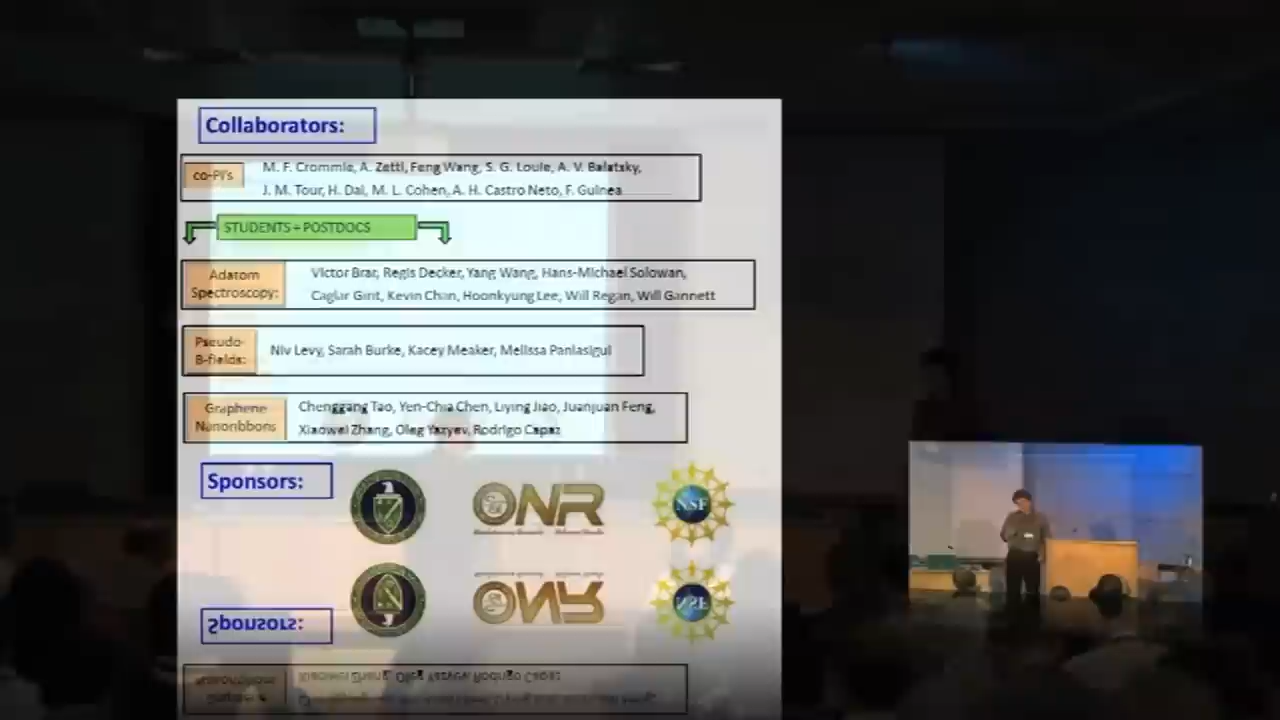 Collaborators:
co-PI's
M. F. Crommie, A. Zettl, Feng Wang, S. G. Louie, A. V. Balatsky,
J. M. Tour, H. Dai, M. L. Cohen, A. H. Castro Neto, F. Guinea
STUDENTS + POSTDOCS
Adatom
Spectroscopy:
Victor Brar, Regis Decker, Yang Wang, Hans-Michael Solowan,
Caglar Girit, Kevin Chan, Hoonkyung Lee, Will Regan, Will Gannett
Pseudo-
B-fields:
Niv Levy, Sarah Burke, Kacey Meaker, Melissa Panlasigui
Graphene
Nanoribbons
Chenggang Tao, Yen-Chia Chen, Liying Jiao, Juanjuan Feng,
Xiaowei Zhang, Oleg Yazyev, Rodrigo Capaz
Sponsors:
ONR
NSF